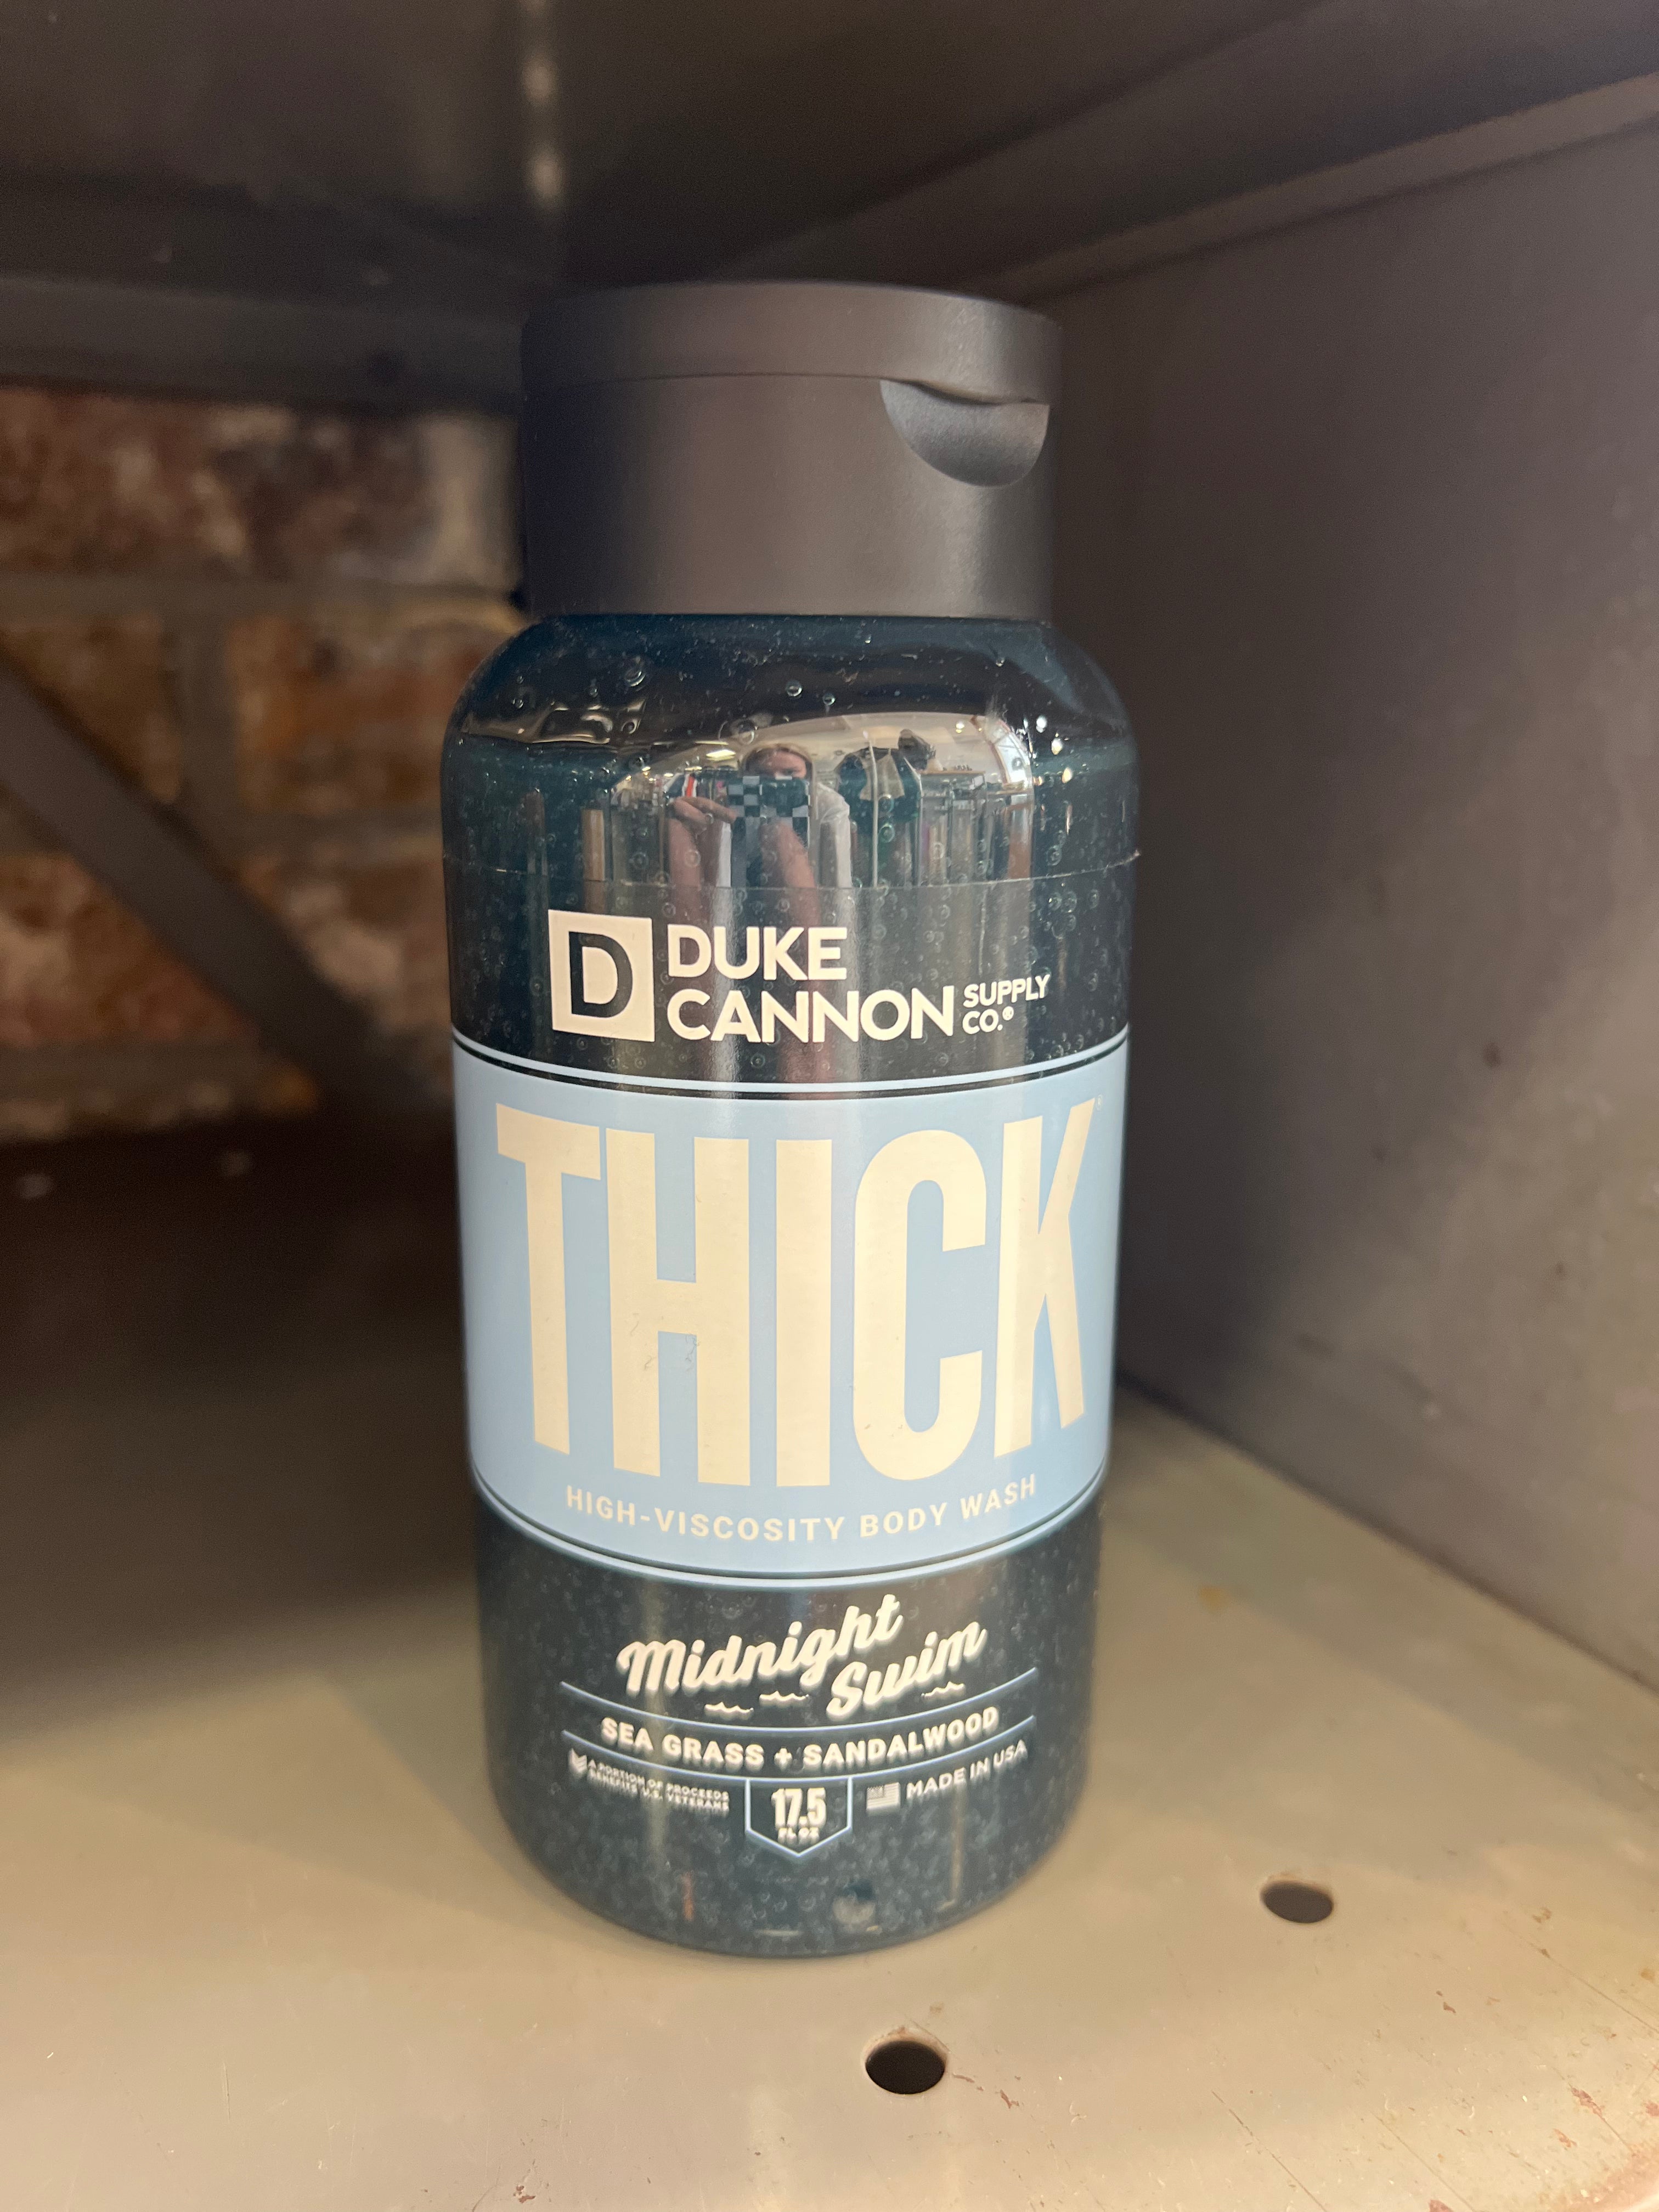 D
DUKE
CANNON
SUPPLY
CO.®
THICK®
HIGH-VISCOSITY BODY WASH
Midnight
Swim
SEA GRASS + SANDALWOOD
A PORTION OF PROCEEDS
BENEFITS U.S. VETERANS
17.5
FL OZ
MADE IN USA